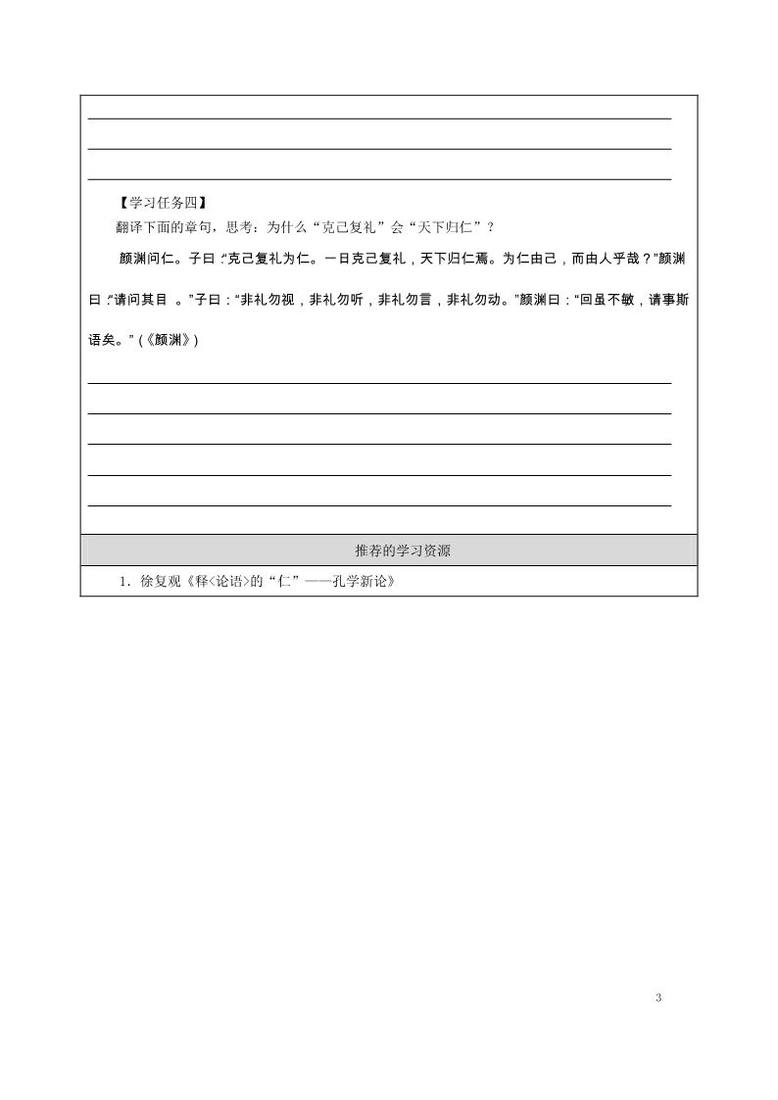 【学习任务四】
翻译下面的章句，思考：为什么“克己复礼”会“天下归仁”？
颜渊问仁。子曰：“克己复礼为仁。一日克己复礼，天下归仁焉。为仁由己，而由人乎哉？”颜渊
曰：“请问其目 。”子曰：“非礼勿视，非礼勿听，非礼勿言，非礼勿动。”颜渊曰：“回虽不敏，请事斯
语矣。”(《颜渊》)
推荐的学习资源
1．徐复观《释<论语>的“仁”——孔学新论》
3